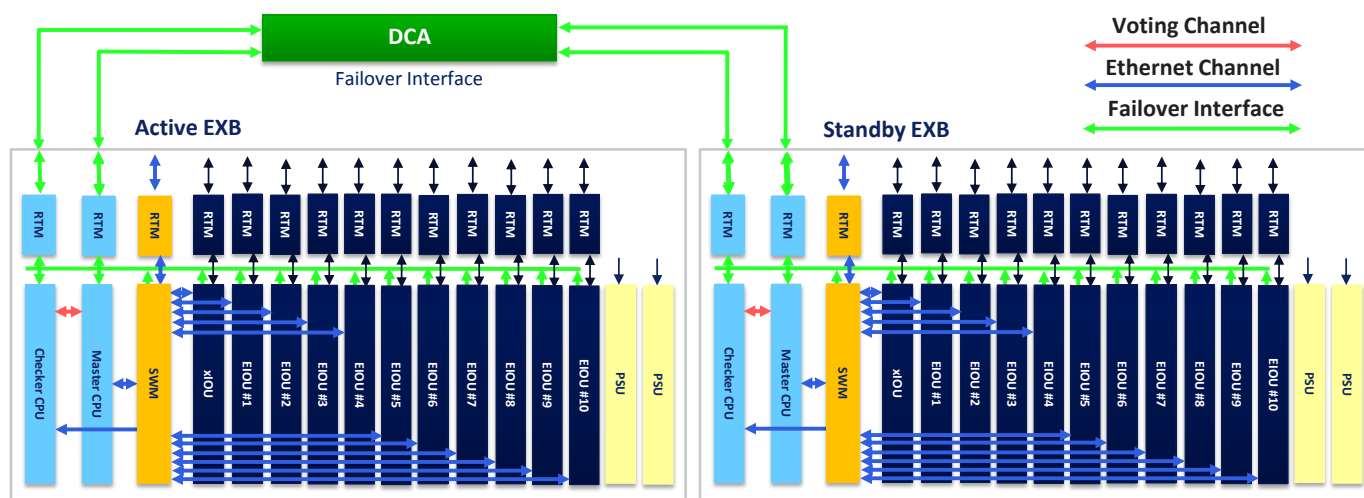 DCA
Failover Interface
Voting Channel
Ethernet Channel
Failover Interface
Active EXB
RTM
RTM
RTM
RTM
RTM
RTM
RTM
RTM
RTM
RTM
RTM
RTM
RTM
RTM
Checker CPU
Master CPU
SWM
xIOU
EIOU #1
EIOU #2
EIOU #3
EIOU #4
EIOU #5
EIOU #6
EIOU #7
EIOU #8
EIOU #9
EIOU #10
PSU
PSU
Standby EXB
RTM
RTM
RTM
RTM
RTM
RTM
RTM
RTM
RTM
RTM
RTM
RTM
RTM
RTM
Checker CPU
Master CPU
SWM
xIOU
EIOU #1
EIOU #2
EIOU #3
EIOU #4
EIOU #5
EIOU #6
EIOU #7
EIOU #8
EIOU #9
EIOU #10
PSU
PSU